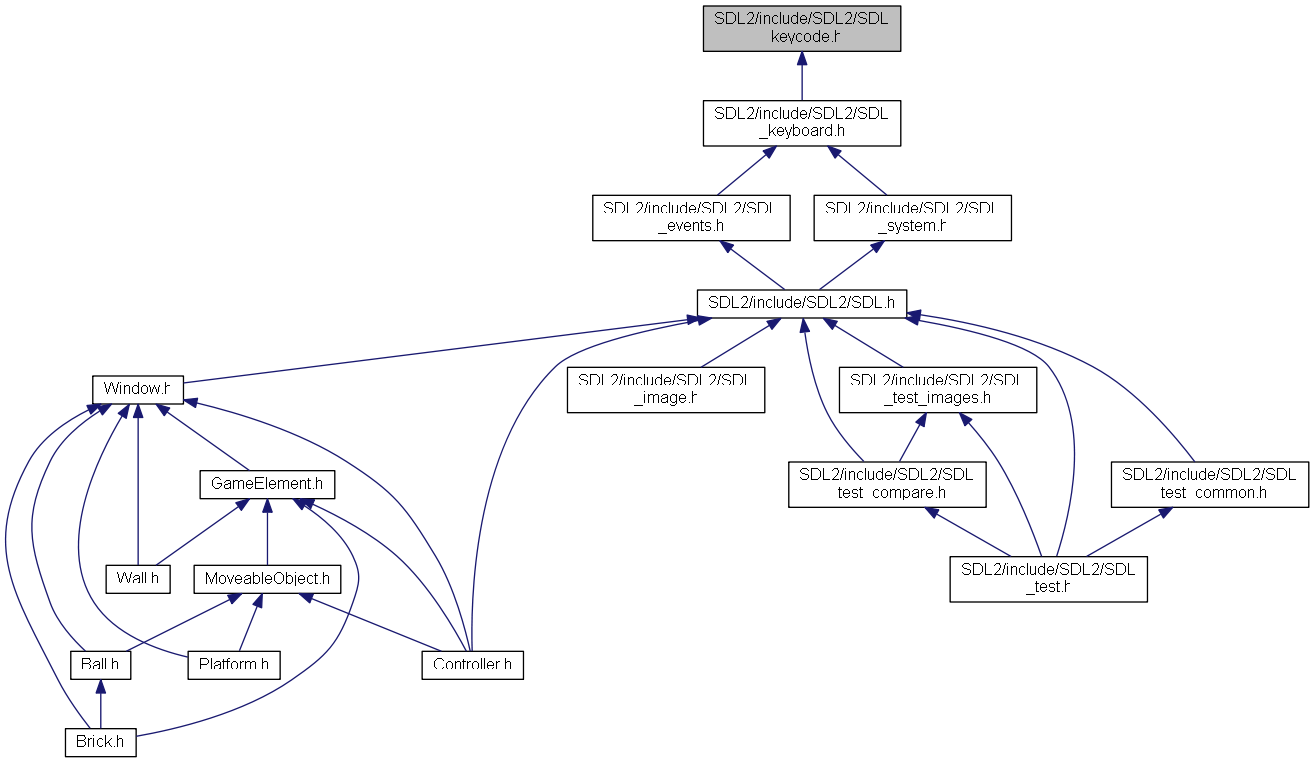 SDL2/include/SDL2/SDL
_keycode.h
SDL2/include/SDL2/SDL
_keyboard.h
SDL2/include/SDL2/SDL
_events.h
SDL2/include/SDL2/SDL
_system.h
SDL2/include/SDL2/SDL.h
Window.h
SDL2/include/SDL2/SDL
_image.h
SDL2/include/SDL2/SDL
_test_images.h
GameElement.h
SDL2/include/SDL2/SDL
_test_compare.h
SDL2/include/SDL2/SDL
_test_common.h
Wall.h
MoveableObject.h
SDL2/include/SDL2/SDL
_test.h
Ball.h
Platform.h
Controller.h
Brick.h